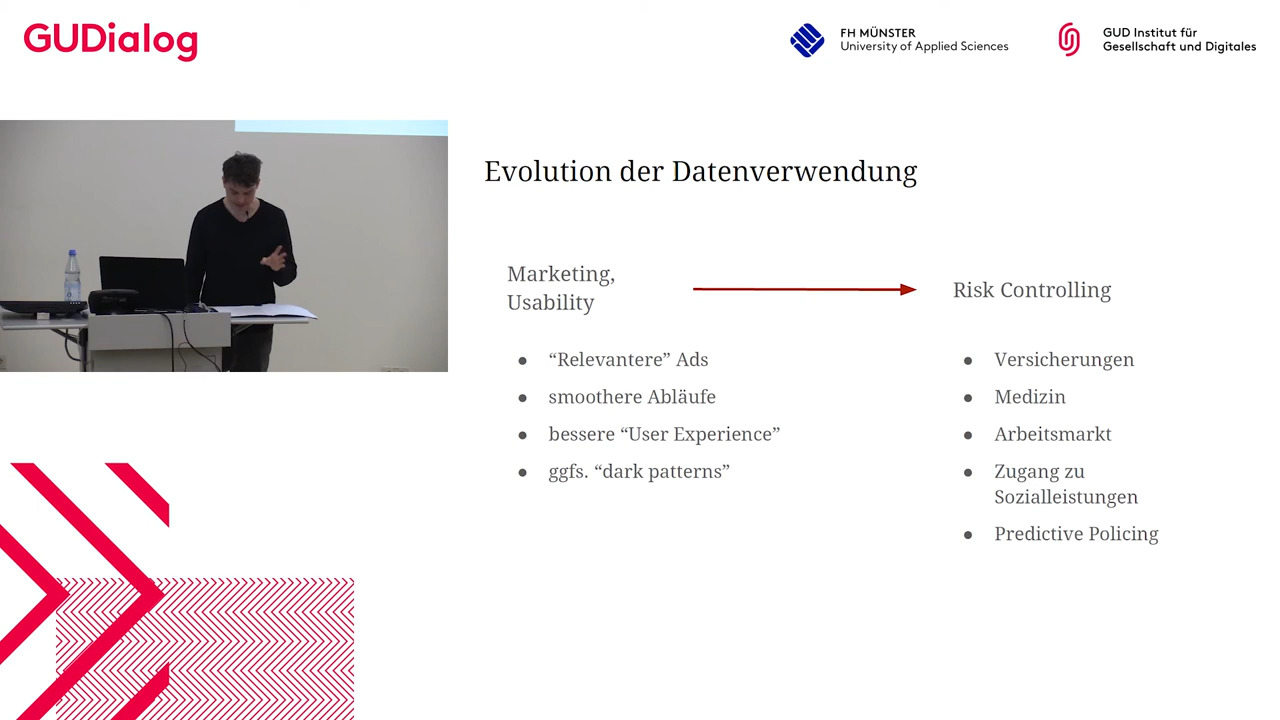 GUDialog
FH MÜNSTER
University of Applied Sciences
GUD Institut für
Gesellschaft und Digitales
Evolution der Datenverwendung
Marketing,
Usability
● “Relevantere” Ads
● smoothere Abläufe
● bessere “User Experience”
● ggfs. “dark patterns”
Risk Controlling
● Versicherungen
● Medizin
● Arbeitsmarkt
● Zugang zu
Sozialleistungen
● Predictive Policing